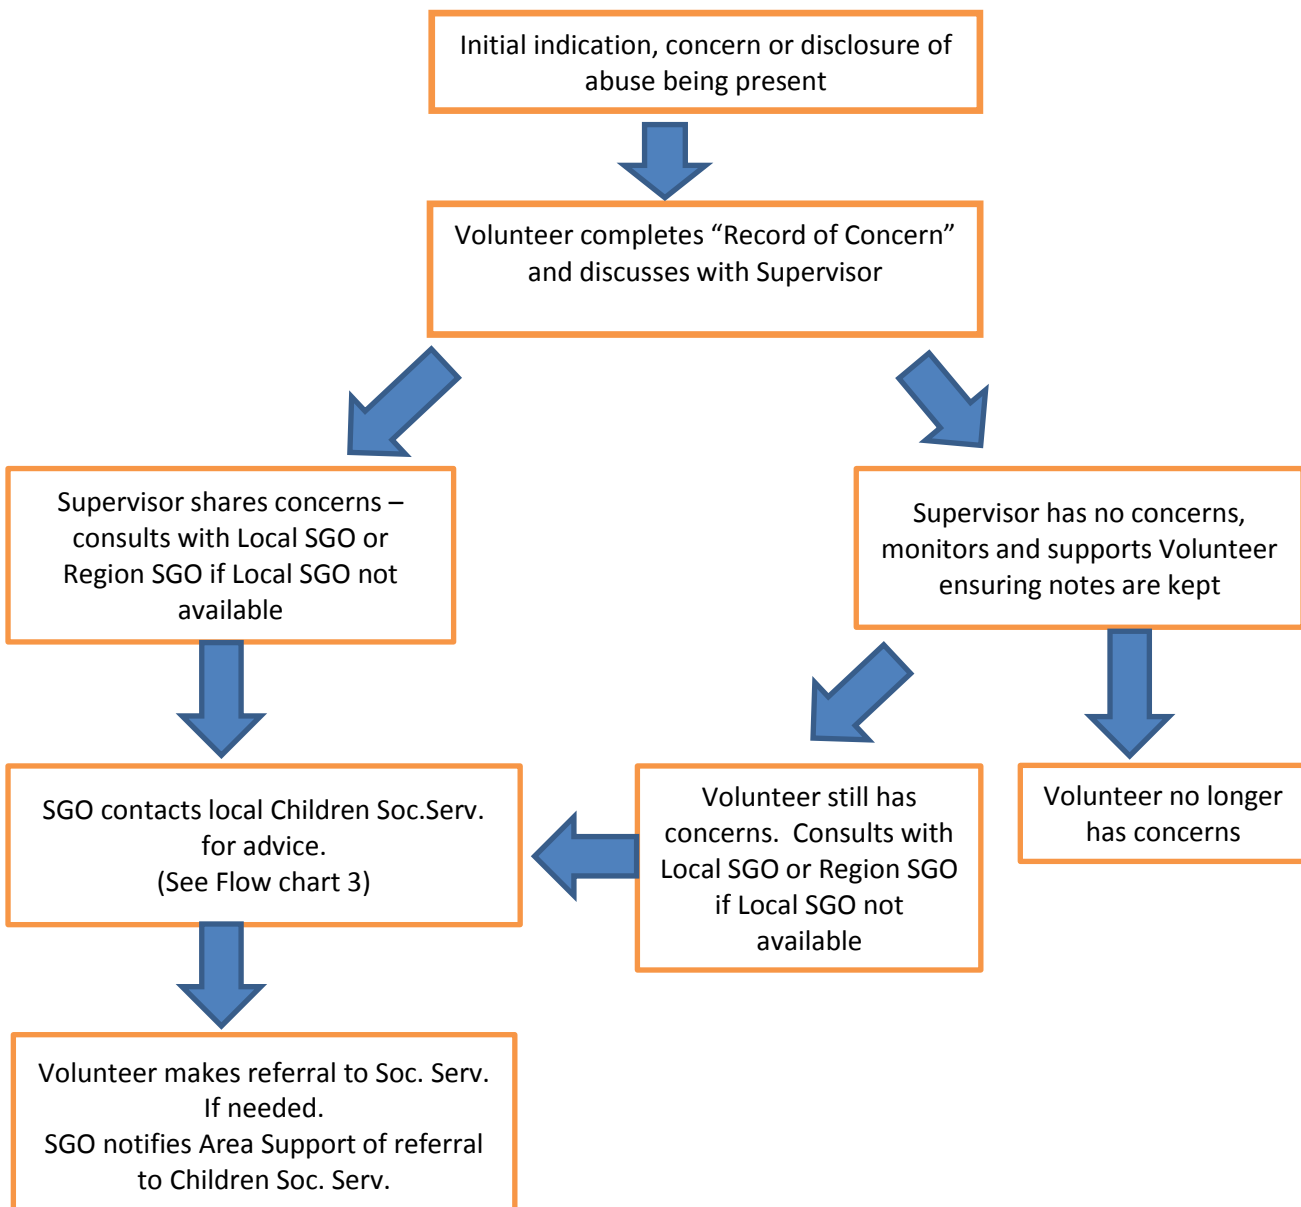 Initial indication, concern or disclosure of
abuse being present
Volunteer completes “Record of Concern”
and discusses with Supervisor
Supervisor shares concerns –
consults with Local SGO or
Region SGO if Local SGO not
available
Supervisor has no concerns,
monitors and supports Volunteer
ensuring notes are kept
SGO contacts local Children Soc.Serv.
for advice.
(See Flow chart 3)
Volunteer still has
concerns.  Consults with
Local SGO or Region SGO
if Local SGO not
available
Volunteer no longer
has concerns
Volunteer makes referral to Soc. Serv.
If needed.
SGO notifies Area Support of referral
to Children Soc. Serv.